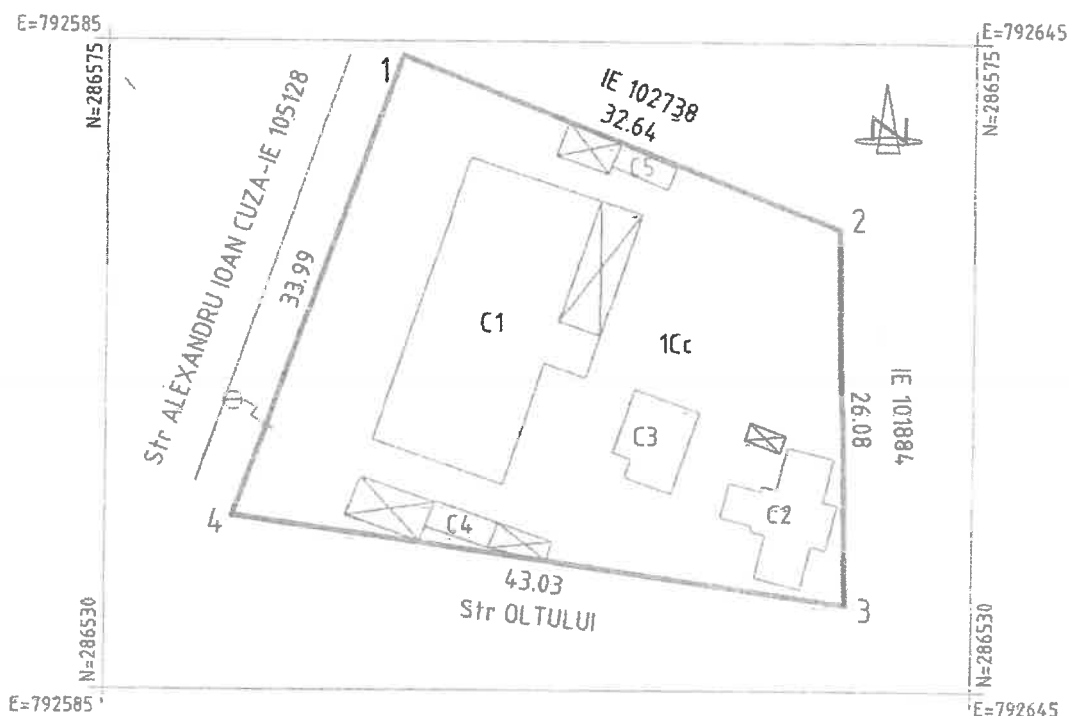 E=792585
E=792645
N=286575
N=286575
1
IE 102738
32.64
N
C5
2
Str ALEXANDRU IOAN CUZA-IE 105128
33.99
C1
1Cc
IE 101884
26.08
C3
C2
4
C4
43.03
3
Str OLTULUI
N=286530
N=286530
E=792585
E=792645